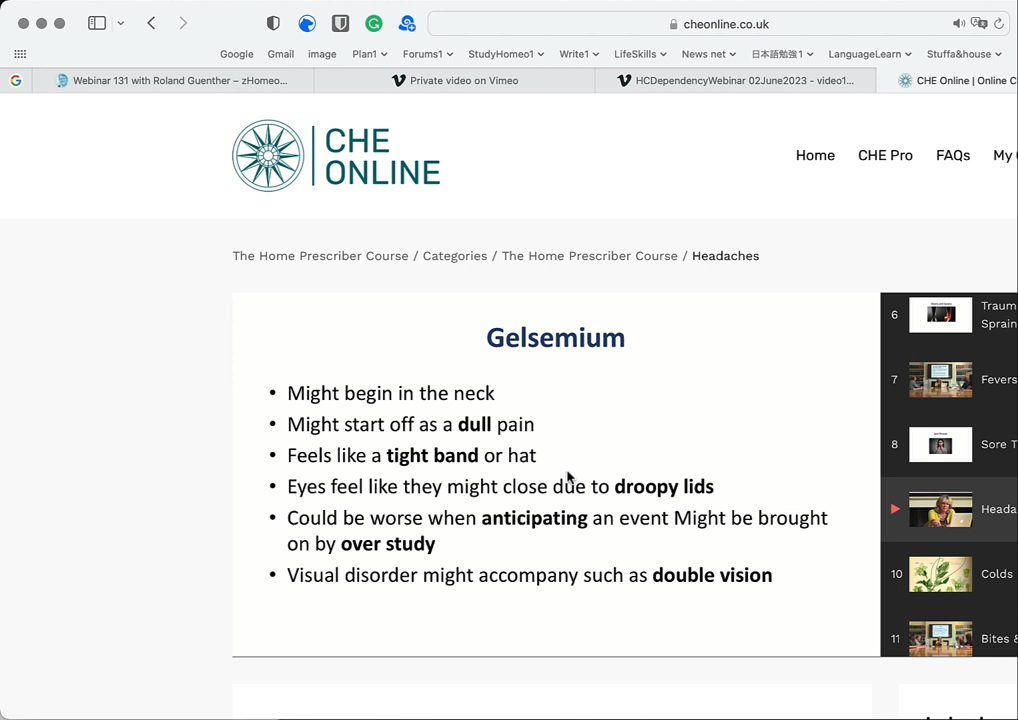 cheonline.co.uk
Google Gmail image Plan1 Forums1 StudyHomeo1 Write1 LifeSkills News net 日本語勉強1 LanguageLearn Stuffa&house
Webinar 131 with Roland Guenther – zHomeo... Private video on Vimeo HCDependencyWebinar 02June2023 - video1... CHE Online | Online C
CHE
ONLINE
Home CHE Pro FAQs My
The Home Prescriber Course / Categories / The Home Prescriber Course / Headaches
Gelsemium
• Might begin in the neck
• Might start off as a dull pain
• Feels like a tight band or hat
• Eyes feel like they might close due to droopy lids
• Could be worse when anticipating an event Might be brought
on by over study
• Visual disorder might accompany such as double vision
6 Traum
Sprain
7 Fevers
8 Sore T
Heada
10 Colds
11 Bites &